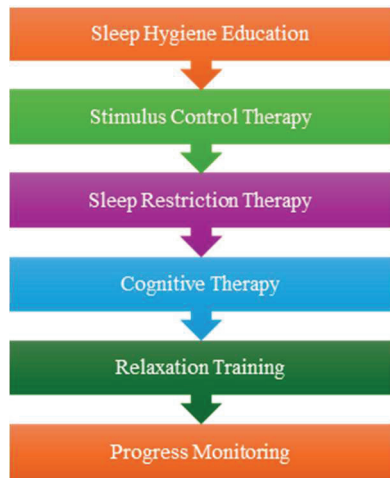 Sleep Hygiene Education
Stimulus Control Therapy
Sleep Restriction Therapy
Cognitive Therapy
Relaxation Training
Progress Monitoring